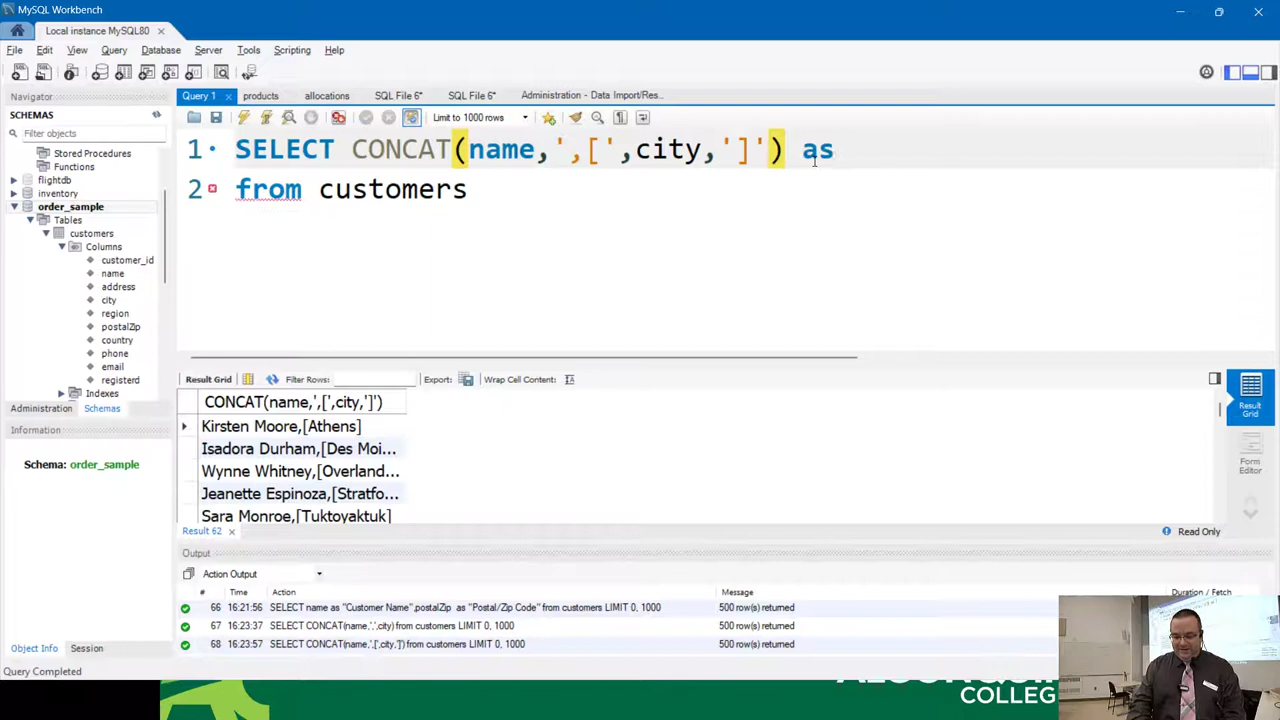 MySQL Workbench
Local instance MySQL80
File Edit View Query Database Server Tools Scripting Help
Navigator
SCHEMAS
Filter objects
Stored Procedures
Functions
flightdb
inventory
order_sample
Tables
customers
Columns
customer_id
name
address
city
region
postalZip
country
phone
email
registerd
Indexes
Administration Schemas
Information
Schema: order_sample
Object Info Session
Query Completed
Query 1 products allocations SQL File 6* SQL File 6* Administration - Data Import/Res...
Limit to 1000 rows
1 SELECT CONCAT(name,',[',city,']') as
2 from customers
Result Grid Filter Rows: Export: Wrap Cell Content:
CONCAT(name,',[',city,']')
Kirsten Moore,[Athens]
Isadora Durham,[Des Moi...
Wynne Whitney,[Overland...
Jeanette Espinoza,[Stratfo...
Sara Monroe,[Tuktoyaktuk]
Result Grid
Form Editor
Result 62 Read Only
Output
Action Output
# Time Action Message Duration / Fetch
66 16:21:56 SELECT name as "Customer Name",postalZip as "Postal/Zip Code" from customers LIMIT 0, 1000 500 row(s) returned
67 16:23:37 SELECT CONCAT(name,',',city) from customers LIMIT 0, 1000 500 row(s) returned
68 16:23:57 SELECT CONCAT(name,',[',city,']') from customers LIMIT 0, 1000 500 row(s) returned
COLLEG